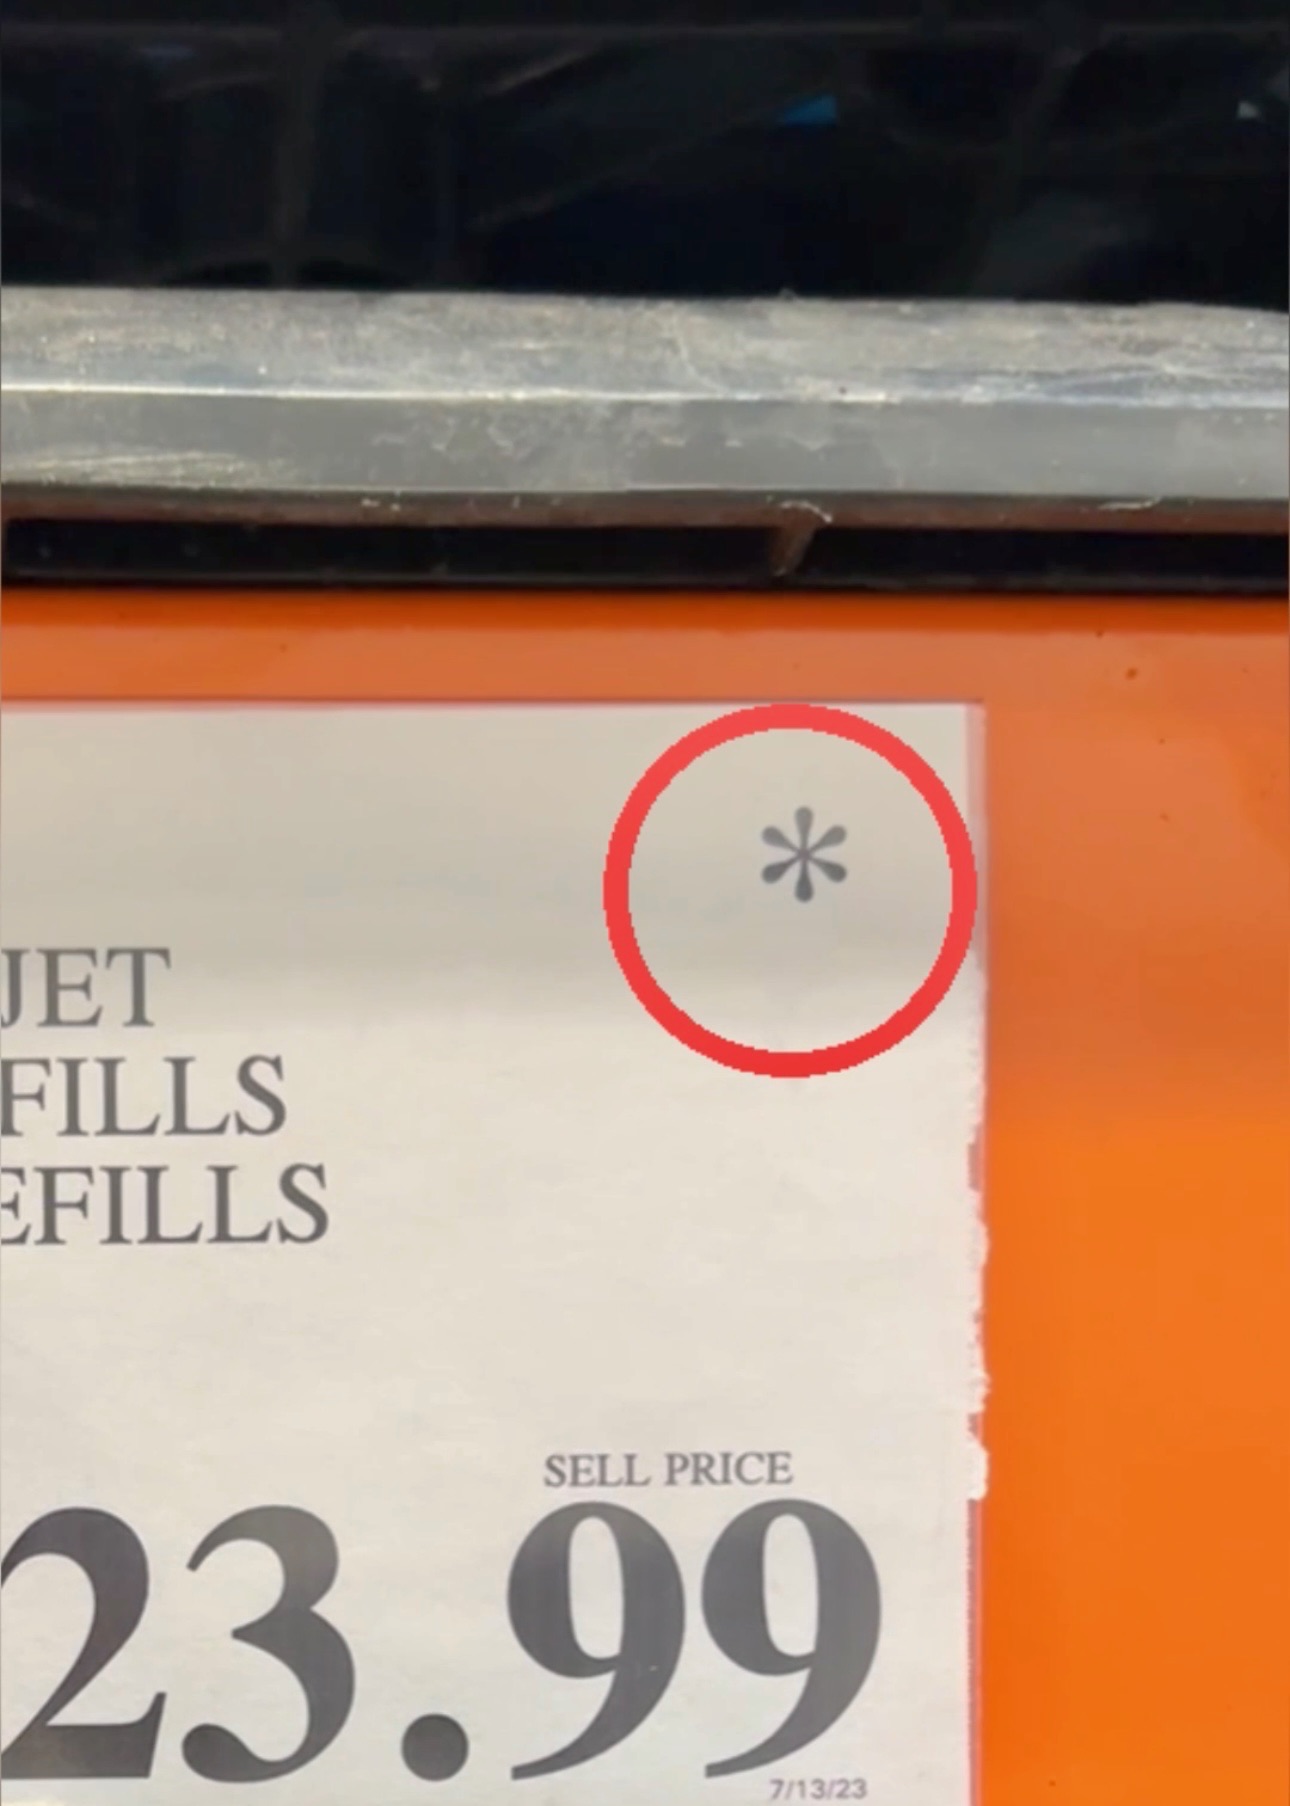 *
JET
FILLS
EFILLS
SELL PRICE
23.99
7/13/23